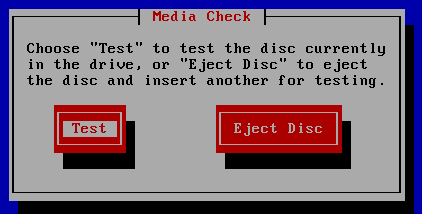 Media Check
Choose "Test" to test the disc currently
in the drive, or "Eject Disc" to eject
the disc and insert another for testing.
Test Eject Disc